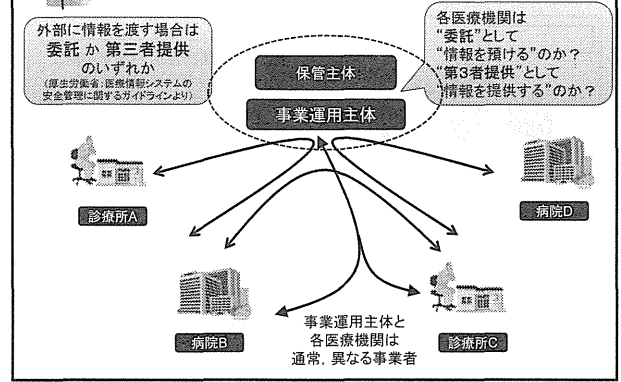 外部に情報を渡す場合は
委託 か 第三者提供
のいずれか
(厚生労働省:医療情報システムの
安全管理に関するガイドラインより)
各医療機関は
“委託”として
“情報を預ける”のか?
“第3者提供”として
“情報を提供する”のか?
保管主体
事業運用主体
診療所A
病院D
病院B
事業運用主体と
各医療機関は
通常，異なる事業者
診療所C